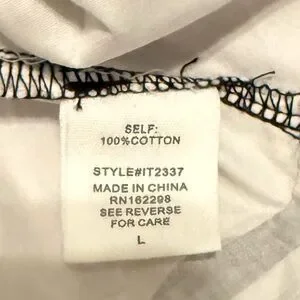 SELF:
100%COTTON
STYLE#IT2337
MADE IN CHINA
RN162298
SEE REVERSE
FOR CARE
L